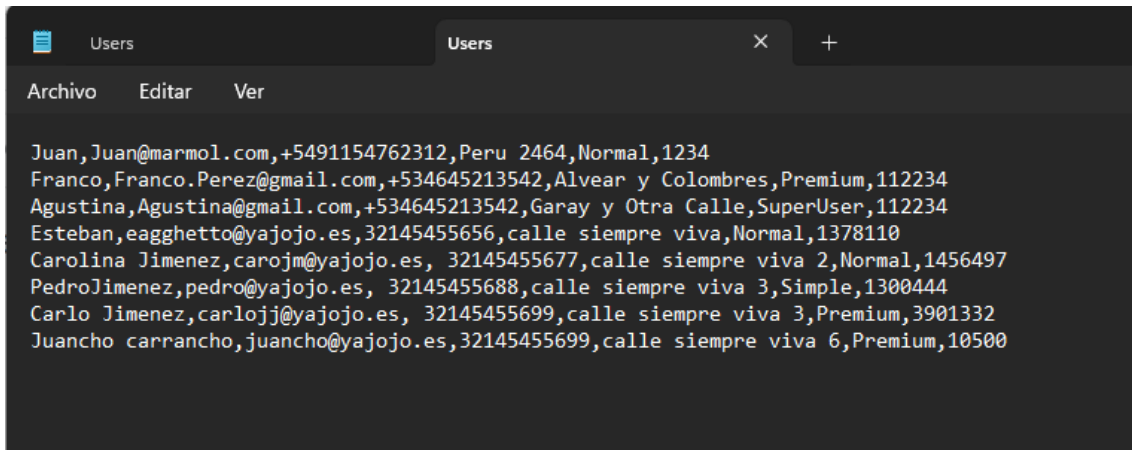 Users
Users
Archivo Editar Ver
Juan,Juan@marmol.com,+5491154762312,Peru 2464,Normal,1234
Franco,Franco.Perez@gmail.com,+534645213542,Alvear y Colombres,Premium,112234
Agustina,Agustina@gmail.com,+534645213542,Garay y Otra Calle,SuperUser,112234
Esteban,eagghetto@yajojo.es,32145455656,calle siempre viva,Normal,1378110
Carolina Jimenez,carojm@yajojo.es, 32145455677,calle siempre viva 2,Normal,1456497
PedroJimenez,pedro@yajojo.es, 32145455688,calle siempre viva 3,Simple,1300444
Carlo Jimenez,carlojj@yajojo.es, 32145455699,calle siempre viva 3,Premium,3901332
Juancho carrancho,juancho@yajojo.es,32145455699,calle siempre viva 6,Premium,10500